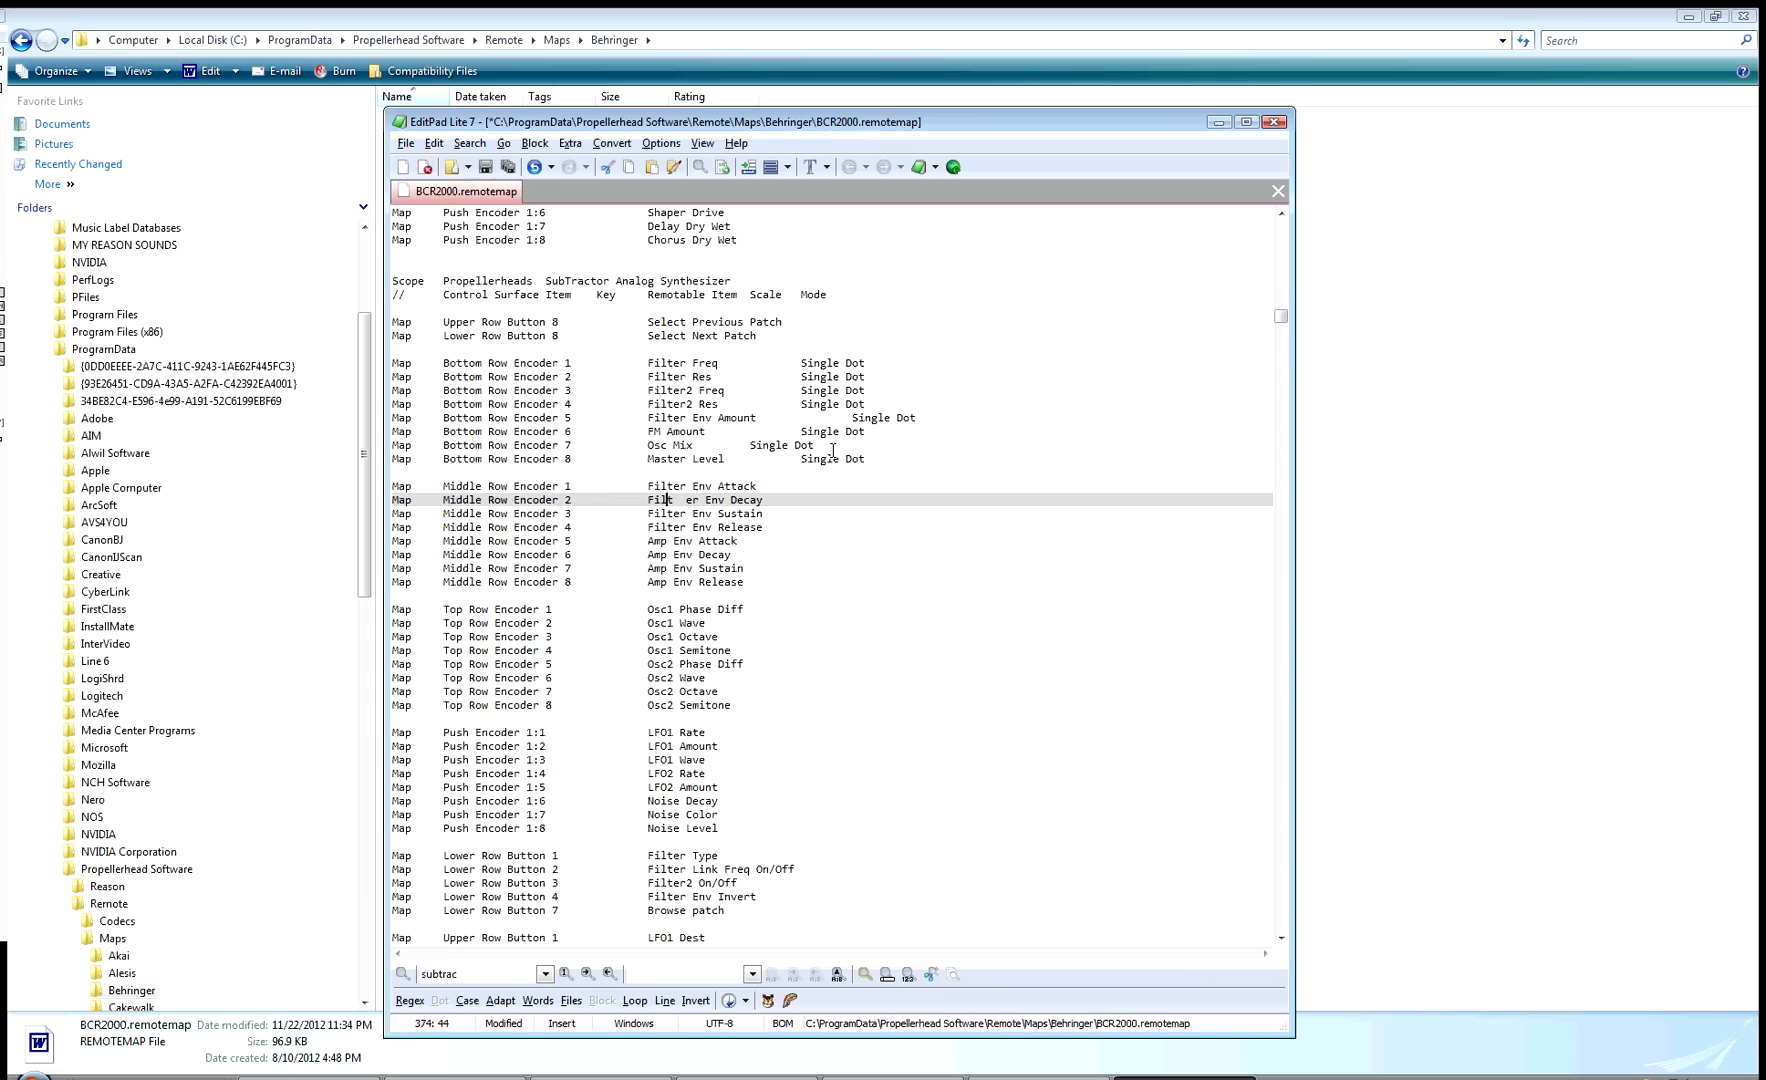 Computer Local Disk (C:) ProgramData Propellerhead Software Remote Maps Behringer
Search
Organize Views Edit E-mail Burn Compatibility Files
Favorite Links
Documents
Pictures
Recently Changed
More »
Folders
Music Label Databases
MY REASON SOUNDS
NVIDIA
PerfLogs
PFiles
Program Files
Program Files (x86)
ProgramData
{0DD0EEEE-2A7C-411C-9243-1AE62F445FC3}
{93E26451-CD9A-43A5-A2FA-C42392EA4001}
34BE82C4-E596-4e99-A191-52C6199EBF69
Adobe
AIM
Alwil Software
Apple
Apple Computer
ArcSoft
AVS4YOU
CanonBJ
CanonIJScan
Creative
CyberLink
FirstClass
InstallMate
InterVideo
Line 6
LogiShrd
Logitech
McAfee
Media Center Programs
Microsoft
Mozilla
NCH Software
Nero
NOS
NVIDIA
NVIDIA Corporation
Propellerhead Software
Reason
Remote
Codecs
Maps
Akai
Alesis
Behringer
Cakewalk
Name Date taken Tags Size Rating
EditPad Lite 7 - [*C:\ProgramData\Propellerhead Software\Remote\Maps\Behringer\BCR2000.remotemap]
File Edit Search Go Block Extra Convert Options View Help
BCR2000.remotemap
Map Push Encoder 1:6 Shaper Drive
Map Push Encoder 1:7 Delay Dry Wet
Map Push Encoder 1:8 Chorus Dry Wet
Scope Propellerheads SubTractor Analog Synthesizer
// Control Surface Item Key Remotable Item Scale Mode
Map Upper Row Button 8 Select Previous Patch
Map Lower Row Button 8 Select Next Patch
Map Bottom Row Encoder 1 Filter Freq Single Dot
Map Bottom Row Encoder 2 Filter Res Single Dot
Map Bottom Row Encoder 3 Filter2 Freq Single Dot
Map Bottom Row Encoder 4 Filter2 Res Single Dot
Map Bottom Row Encoder 5 Filter Env Amount Single Dot
Map Bottom Row Encoder 6 FM Amount Single Dot
Map Bottom Row Encoder 7 Osc Mix Single Dot
Map Bottom Row Encoder 8 Master Level Single Dot
Map Middle Row Encoder 1 Filter Env Attack
Map Middle Row Encoder 2 Filt er Env Decay
Map Middle Row Encoder 3 Filter Env Sustain
Map Middle Row Encoder 4 Filter Env Release
Map Middle Row Encoder 5 Amp Env Attack
Map Middle Row Encoder 6 Amp Env Decay
Map Middle Row Encoder 7 Amp Env Sustain
Map Middle Row Encoder 8 Amp Env Release
Map Top Row Encoder 1 Osc1 Phase Diff
Map Top Row Encoder 2 Osc1 Wave
Map Top Row Encoder 3 Osc1 Octave
Map Top Row Encoder 4 Osc1 Semitone
Map Top Row Encoder 5 Osc2 Phase Diff
Map Top Row Encoder 6 Osc2 Wave
Map Top Row Encoder 7 Osc2 Octave
Map Top Row Encoder 8 Osc2 Semitone
Map Push Encoder 1:1 LFO1 Rate
Map Push Encoder 1:2 LFO1 Amount
Map Push Encoder 1:3 LFO1 Wave
Map Push Encoder 1:4 LFO2 Rate
Map Push Encoder 1:5 LFO2 Amount
Map Push Encoder 1:6 Noise Decay
Map Push Encoder 1:7 Noise Color
Map Push Encoder 1:8 Noise Level
Map Lower Row Button 1 Filter Type
Map Lower Row Button 2 Filter Link Freq On/Off
Map Lower Row Button 3 Filter2 On/Off
Map Lower Row Button 4 Filter Env Invert
Map Lower Row Button 7 Browse patch
Map Upper Row Button 1 LFO1 Dest
subtrac
Regex Dot Case Adapt Words Files Block Loop Line Invert
374: 44 Modified Insert Windows UTF-8 BOM C:\ProgramData\Propellerhead Software\Remote\Maps\Behringer\BCR2000.remotemap
BCR2000.remotemap Date modified: 11/22/2012 11:34 PM
REMOTEMAP File Size: 96.9 KB
Date created: 8/10/2012 4:48 PM